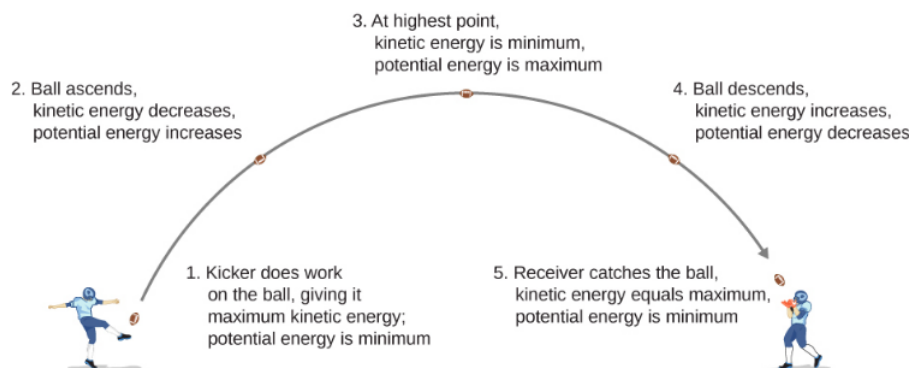 1. Kicker does work
on the ball, giving it
maximum kinetic energy;
potential energy is minimum
2. Ball ascends,
kinetic energy decreases,
potential energy increases
3. At highest point,
kinetic energy is minimum,
potential energy is maximum
4. Ball descends,
kinetic energy increases,
potential energy decreases
5. Receiver catches the ball,
kinetic energy equals maximum,
potential energy is minimum